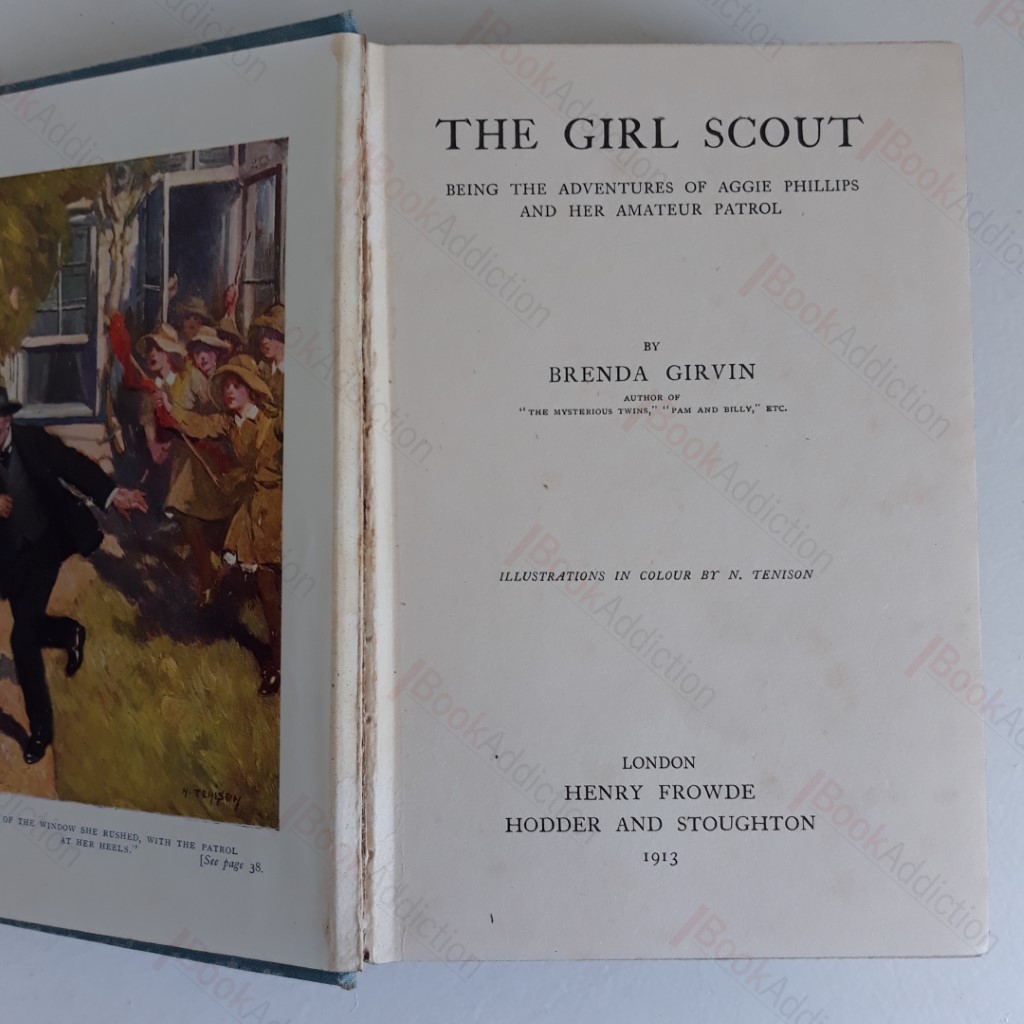 N. TENISON
OF THE WINDOW SHE RUSHED, WITH THE PATROL
AT HER HEELS."
[See page 38.
THE GIRL SCOUT
BEING THE ADVENTURES OF AGGIE PHILLIPS
AND HER AMATEUR PATROL
BY
BRENDA GIRVIN
AUTHOR OF
"THE MYSTERIOUS TWINS," "PAM AND BILLY," ETC.
ILLUSTRATIONS IN COLOUR BY N. TENISON
LONDON
HENRY FROWDE
HODDER AND STOUGHTON
1913
BookAddiction